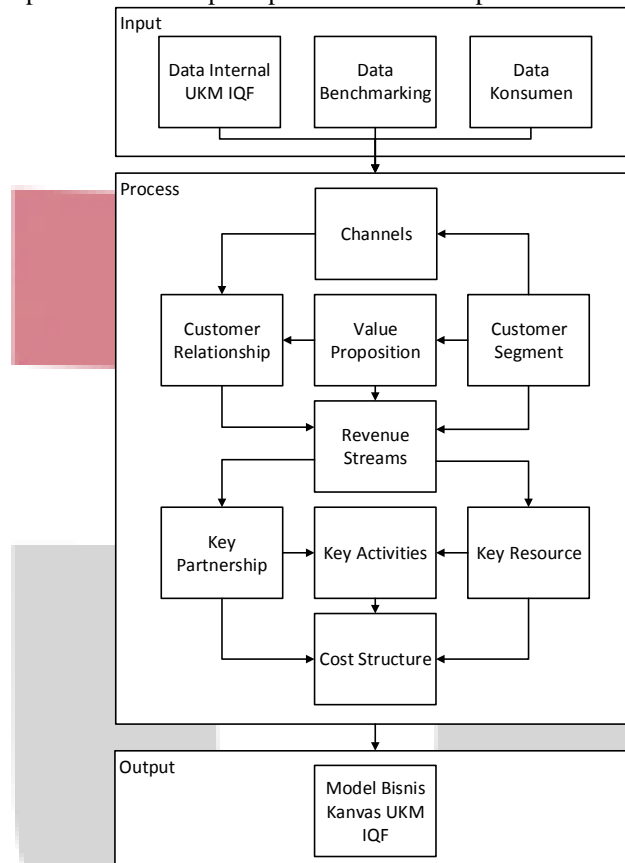 Input
Data Internal
UKM IQF
Data
Benchmarking
Data
Konsumen
Process
Channels
Customer
Relationship
Value
Proposition
Customer
Segment
Revenue
Streams
Key
Partnership
Key Activities
Key Resource
Cost Structure
Output
Model Bisnis
Kanvas UKM
IQF